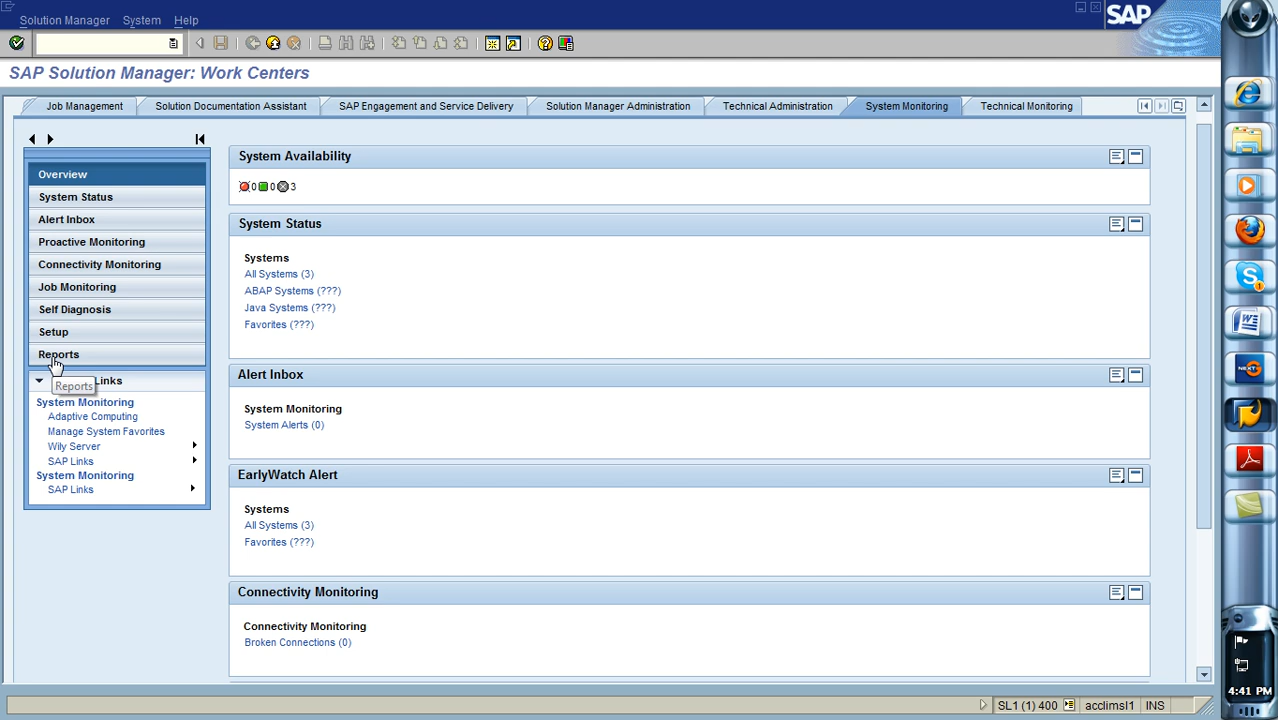 Solution Manager System Help
SAP
SAP Solution Manager: Work Centers
Job Management Solution Documentation Assistant SAP Engagement and Service Delivery Solution Manager Administration Technical Administration System Monitoring Technical Monitoring
Overview
System Status
Alert Inbox
Proactive Monitoring
Connectivity Monitoring
Job Monitoring
Self Diagnosis
Setup
Reports
Links
Reports
System Monitoring
Adaptive Computing
Manage System Favorites
Wily Server
SAP Links
System Monitoring
SAP Links
System Availability
0 0 3
System Status
Systems
All Systems (3)
ABAP Systems (???)
Java Systems (???)
Favorites (???)
Alert Inbox
System Monitoring
System Alerts (0)
EarlyWatch Alert
Systems
All Systems (3)
Favorites (???)
Connectivity Monitoring
Connectivity Monitoring
Broken Connections (0)
SL1 (1) 400 acclimsl1 INS
4:41 PM